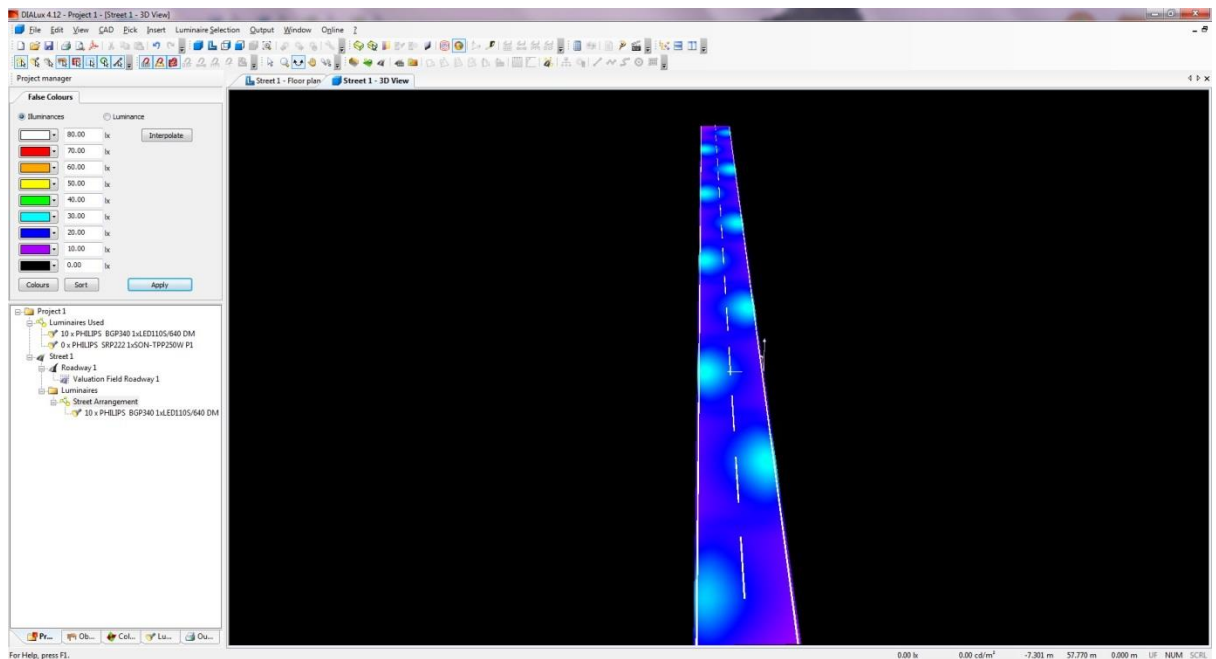 DIALux 4.12 - Project 1 - [Street 1 - 3D View]
File Edit View CAD Pick Insert Luminaire Selection Output Window Online ?
Project manager
Street 1 - Floor plan Street 1 - 3D View
False Colours
Illuminances Luminance
80.00 lx Interpolate
70.00 lx
60.00 lx
50.00 lx
40.00 lx
30.00 lx
20.00 lx
10.00 lx
0.00 lx
Colours Sort Apply
Project 1
Luminaires Used
10 x PHILIPS BGP340 1xLED110S/640 DM
0 x PHILIPS SRP222 1xSON-TPP250W P1
Street 1
Roadway 1
Valuation Field Roadway 1
Luminaires
Street Arrangement
10 x PHILIPS BGP340 1xLED110S/640 DM
Pr... Ob... Col... Lu... Ou...
For Help, press F1. 0.00 lx 0.00 cd/m² -7.301 m 57.770 m 0.000 m UF NUM SCRL